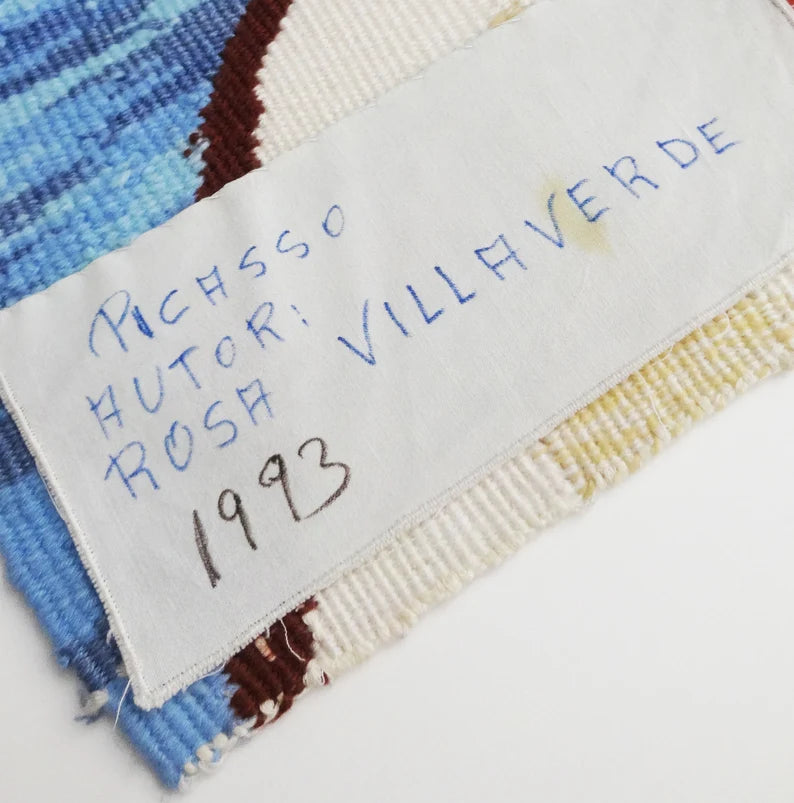 PICASSO
AUTOR:
ROSA VILLAVERDE
1993